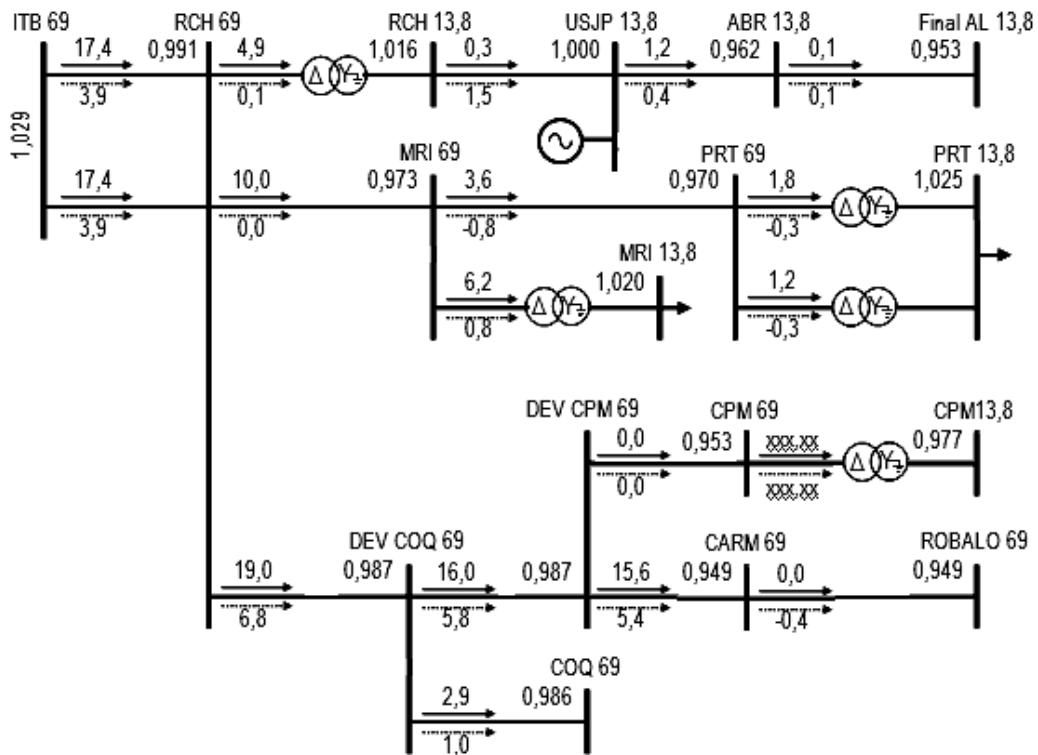 ITB 69 RCH 69 RCH 13,8 USJP 13,8 ABR 13,8 Final AL 13,8
17,4 0,991 4,9 1,016 0,3 1,000 1,2 0,962 0,1 0,953
Δ Y
3,9 0,1 1,5 0,4 0,1
1,029
MRI 69 PRT 69 PRT 13,8
17,4 10,0 0,973 3,6 0,970 1,8 1,025
Δ Y
3,9 0,0 -0,8 -0,3
MRI 13,8
6,2 1,020 1,2
Δ Y Δ Y
0,8 -0,3
DEV CPM 69 CPM 69 CPM13,8
0,0 0,953 xxx,xx 0,977
Δ Y
0,0 xxx,xx
DEV COQ 69 CARM 69 ROBALO 69
19,0 0,987 16,0 0,987 15,6 0,949 0,0 0,949
6,8 5,8 5,4 -0,4
COQ 69
2,9 0,986
1,0